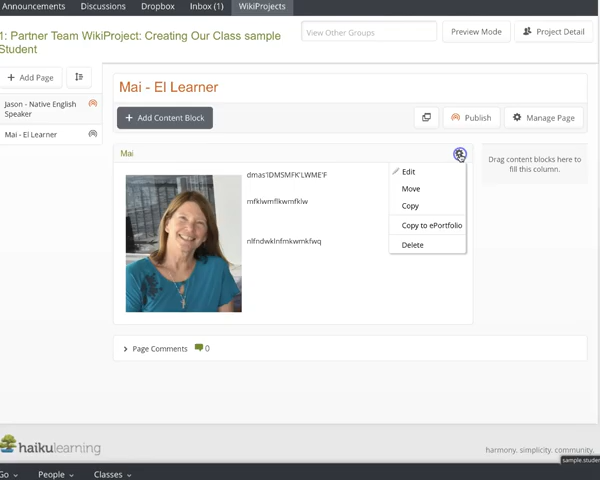 Announcements Discussions Dropbox Inbox (1) WikiProjects
1: Partner Team WikiProject: Creating Our Class sample
Student
View Other Groups
Preview Mode
Project Detail
+ Add Page
Jason - Native English
Speaker
Mai - El Learner
Mai - El Learner
+ Add Content Block
Publish
Manage Page
Mai
dmas'lDMSMFK'LWME'F
mfklwmflkwmfklw
nlfndwklnfmkwmkfwq
Edit
Move
Copy
Copy to ePortfolio
Delete
Drag content blocks here to
fill this column.
Page Comments 0
haikulearning
harmony. simplicity. community.
sample.studen
Go People Classes